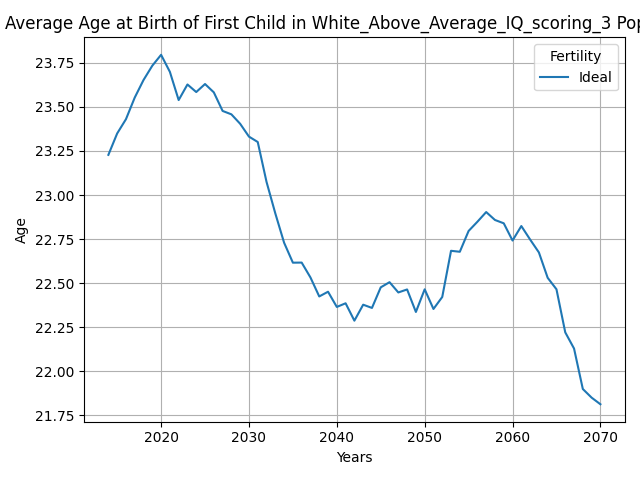 Average Age at Birth of First Child in White_Above_Average_IQ_scoring_3 Pop
Fertility
Ideal
23.75
23.50
23.25
23.00
22.75
22.50
22.25
22.00
21.75
Age
2020 2030 2040 2050 2060 2070
Years